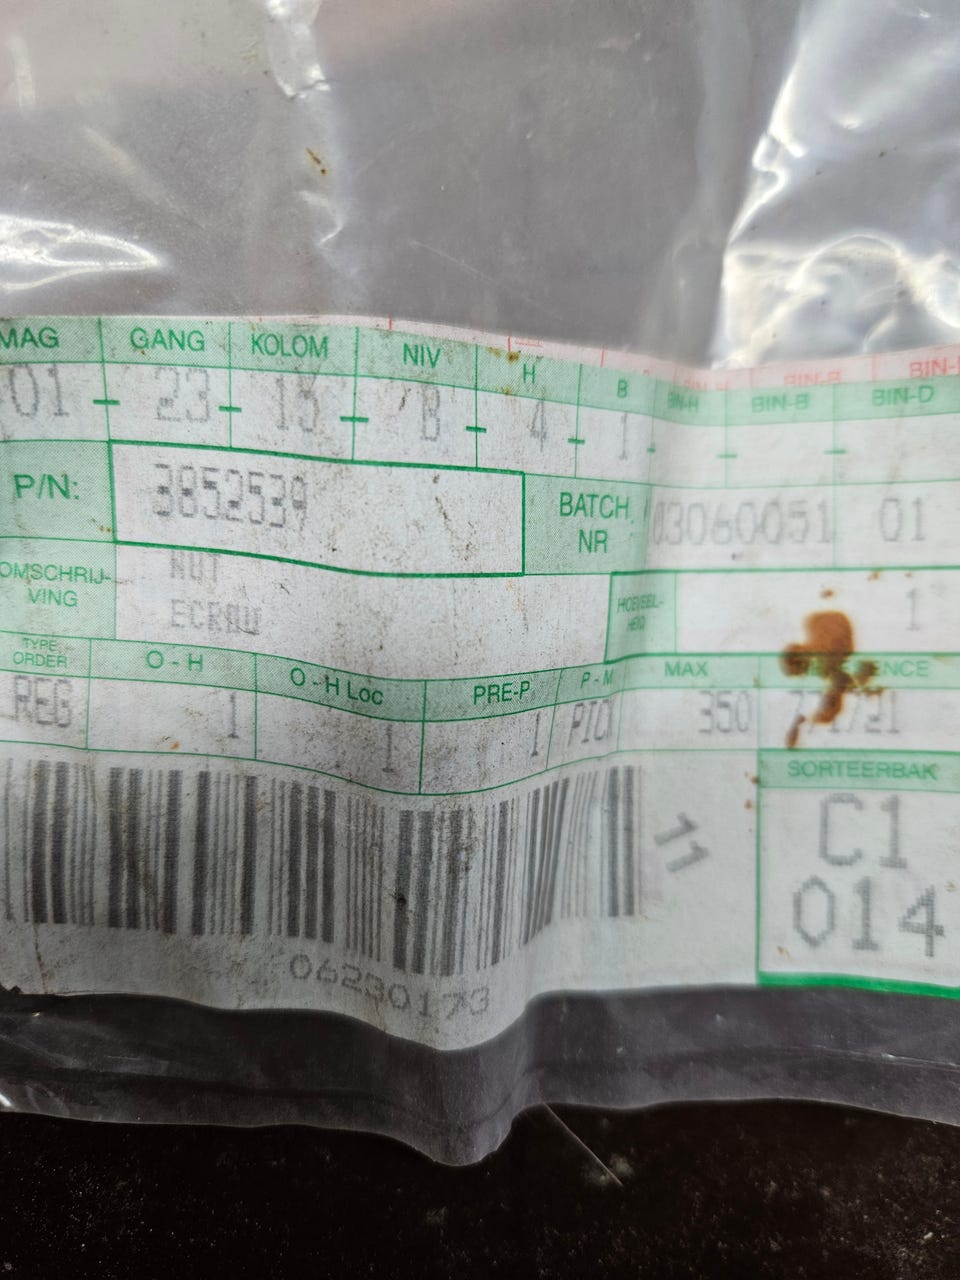 MAG GANG KOLOM NIV H B BIN-H BIN-B BIN-D
01 - 23 - 15 - B - 4 - 1 - - -
P/N: 3852539 BATCH NR 03060051 01
OMSCHRIJ-
VING
NUT
ECROU
HOEVEEL-
HEID
1
TYPE ORDER O - H O - H Loc PRE-P P - M MAX
REG 1 1 1 PICK 350
SORTEERBAK
C1
014
11
06230173